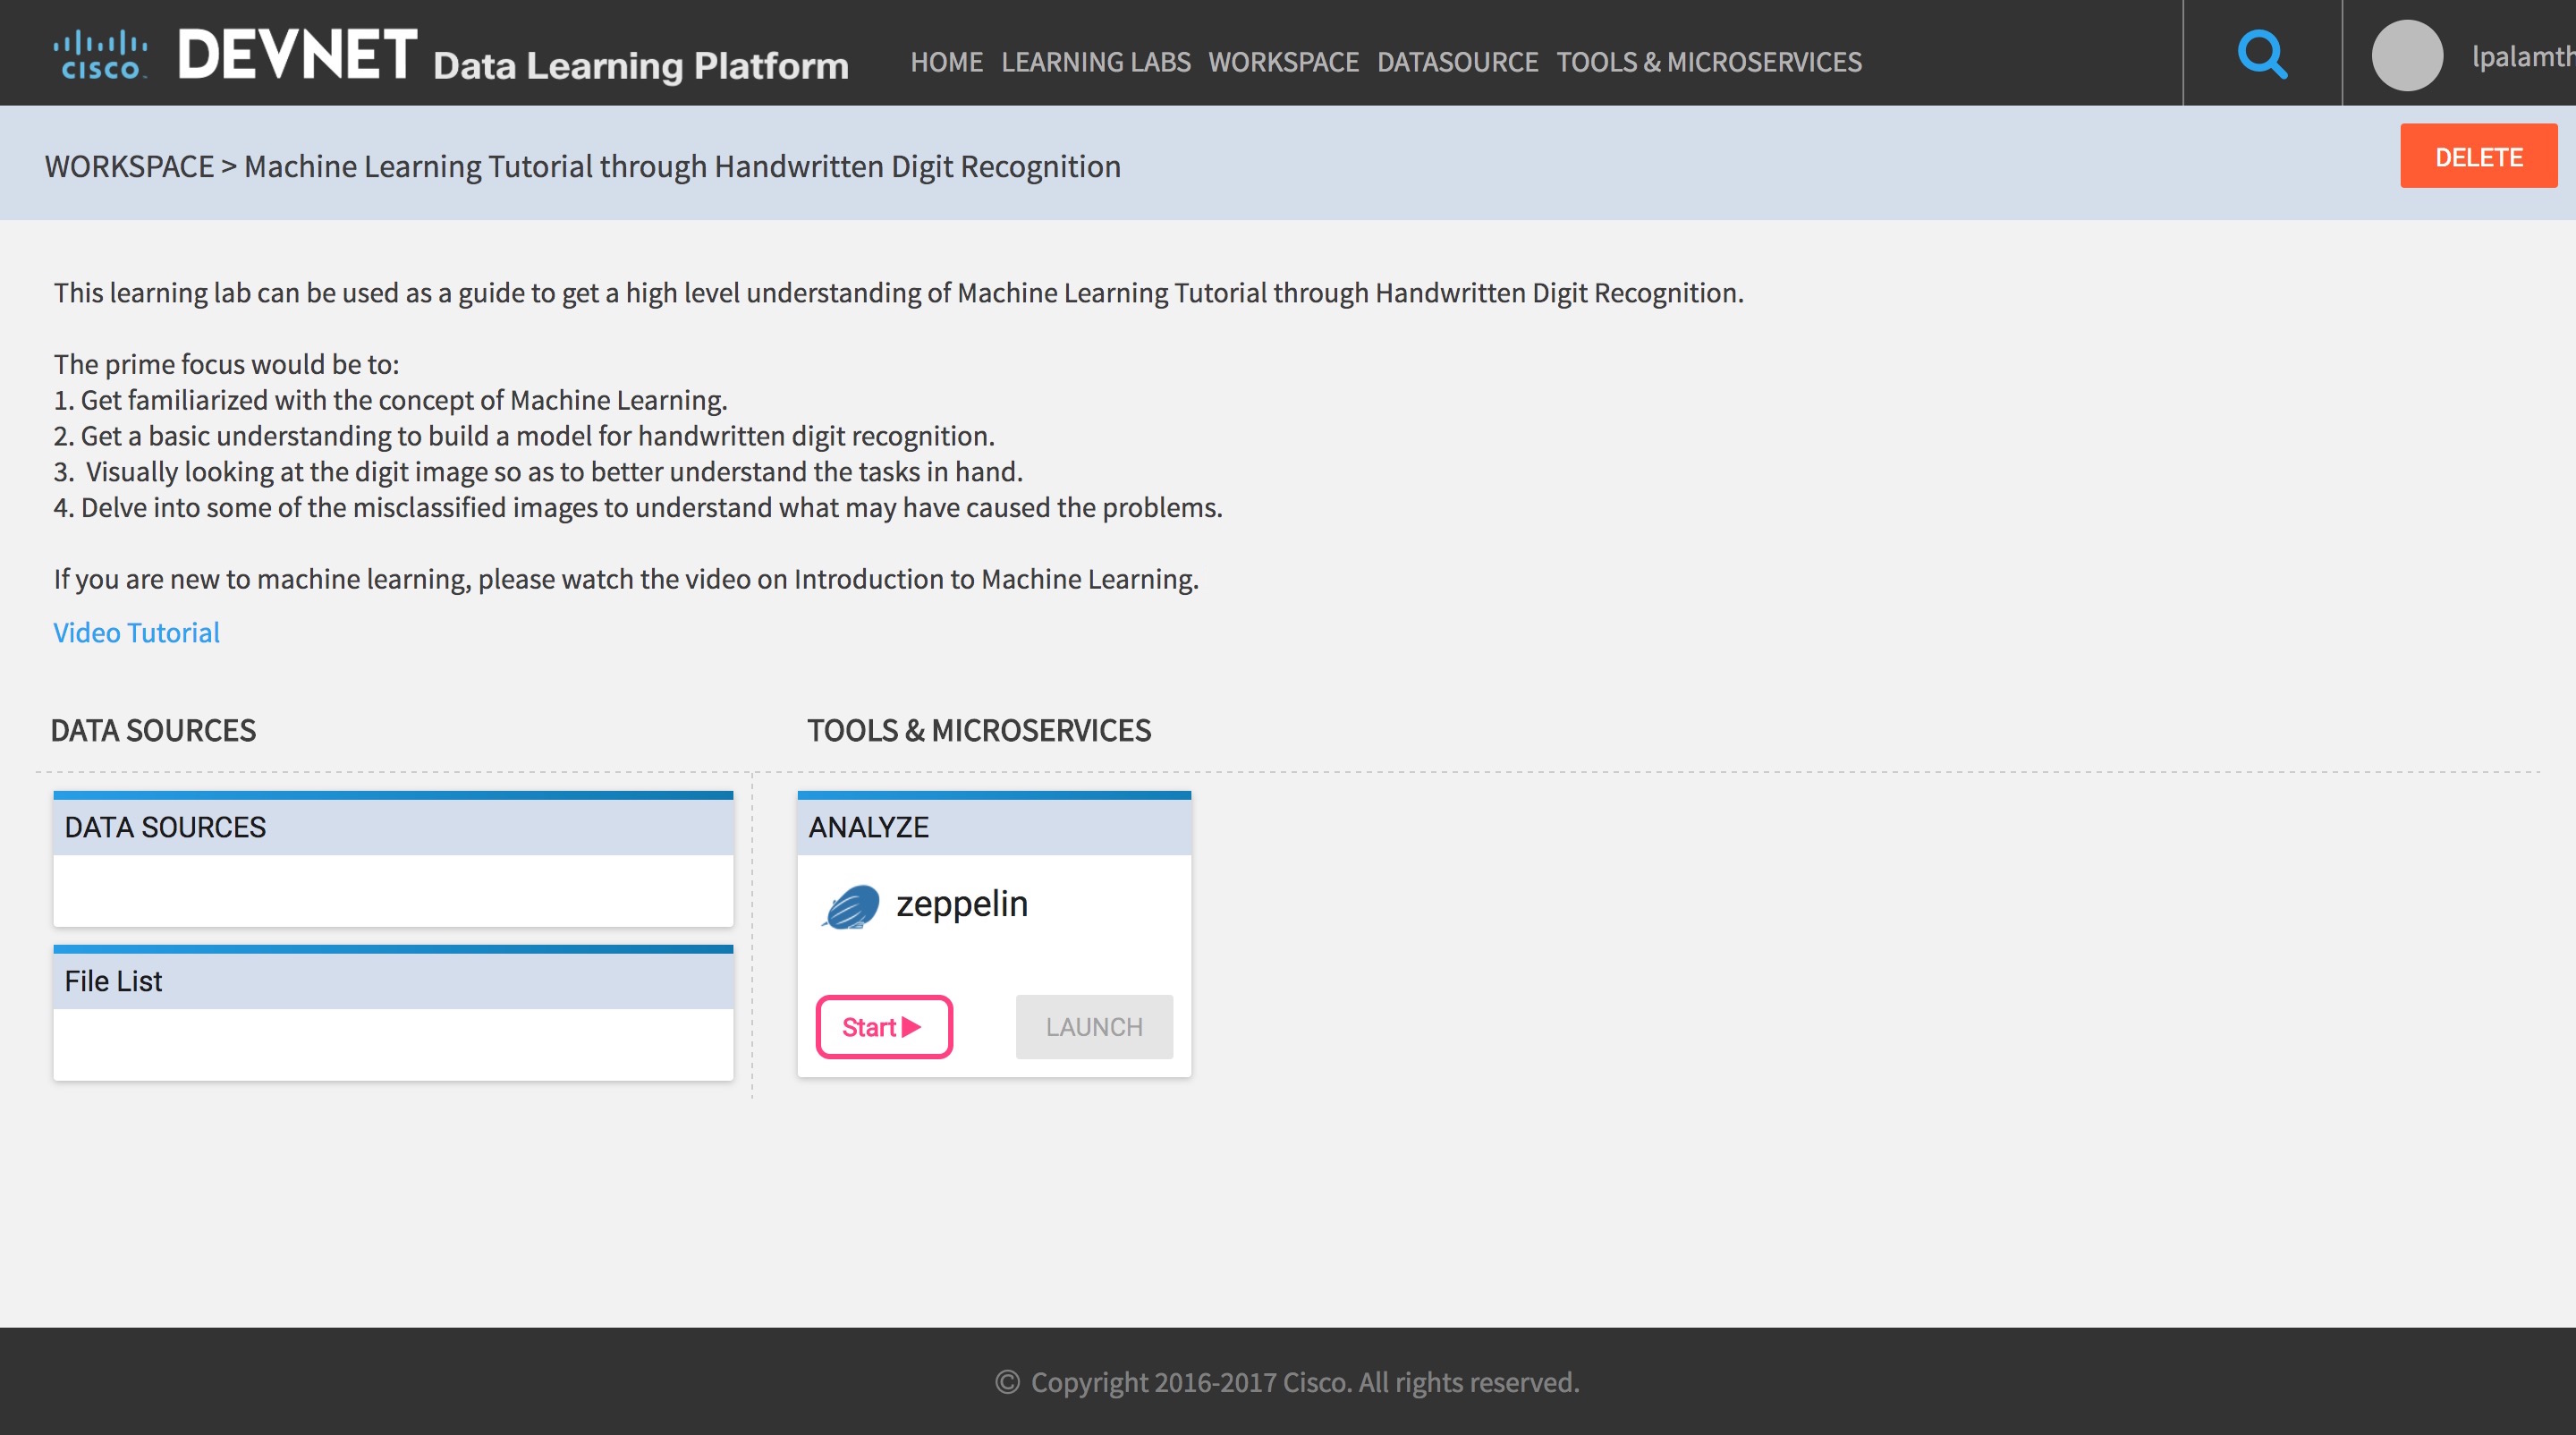 CISCO DEVNET Data Learning Platform HOME LEARNING LABS WORKSPACE DATASOURCE TOOLS & MICROSERVICES lpalamth
WORKSPACE > Machine Learning Tutorial through Handwritten Digit Recognition DELETE
This learning lab can be used as a guide to get a high level understanding of Machine Learning Tutorial through Handwritten Digit Recognition.
The prime focus would be to:
1. Get familiarized with the concept of Machine Learning.
2. Get a basic understanding to build a model for handwritten digit recognition.
3. Visually looking at the digit image so as to better understand the tasks in hand.
4. Delve into some of the misclassified images to understand what may have caused the problems.
If you are new to machine learning, please watch the video on Introduction to Machine Learning.
Video Tutorial
DATA SOURCES
DATA SOURCES
File List
TOOLS & MICROSERVICES
ANALYZE
zeppelin
Start LAUNCH
© Copyright 2016-2017 Cisco. All rights reserved.